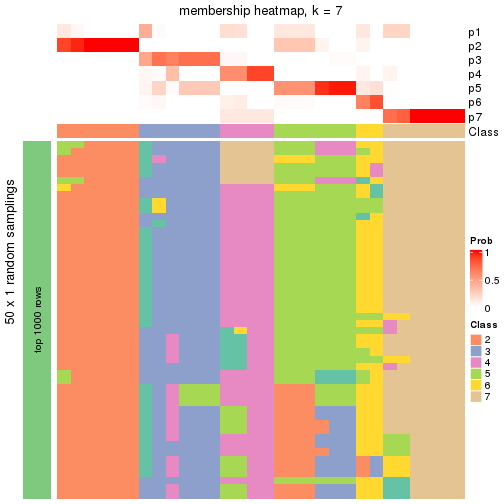 membership heatmap, k = 7
p1
p2
p3
p4
p5
p6
p7
Class
50 x 1 random samplings
top 1000 rows
Prob
1
0.5
0
Class
2
3
4
5
6
7